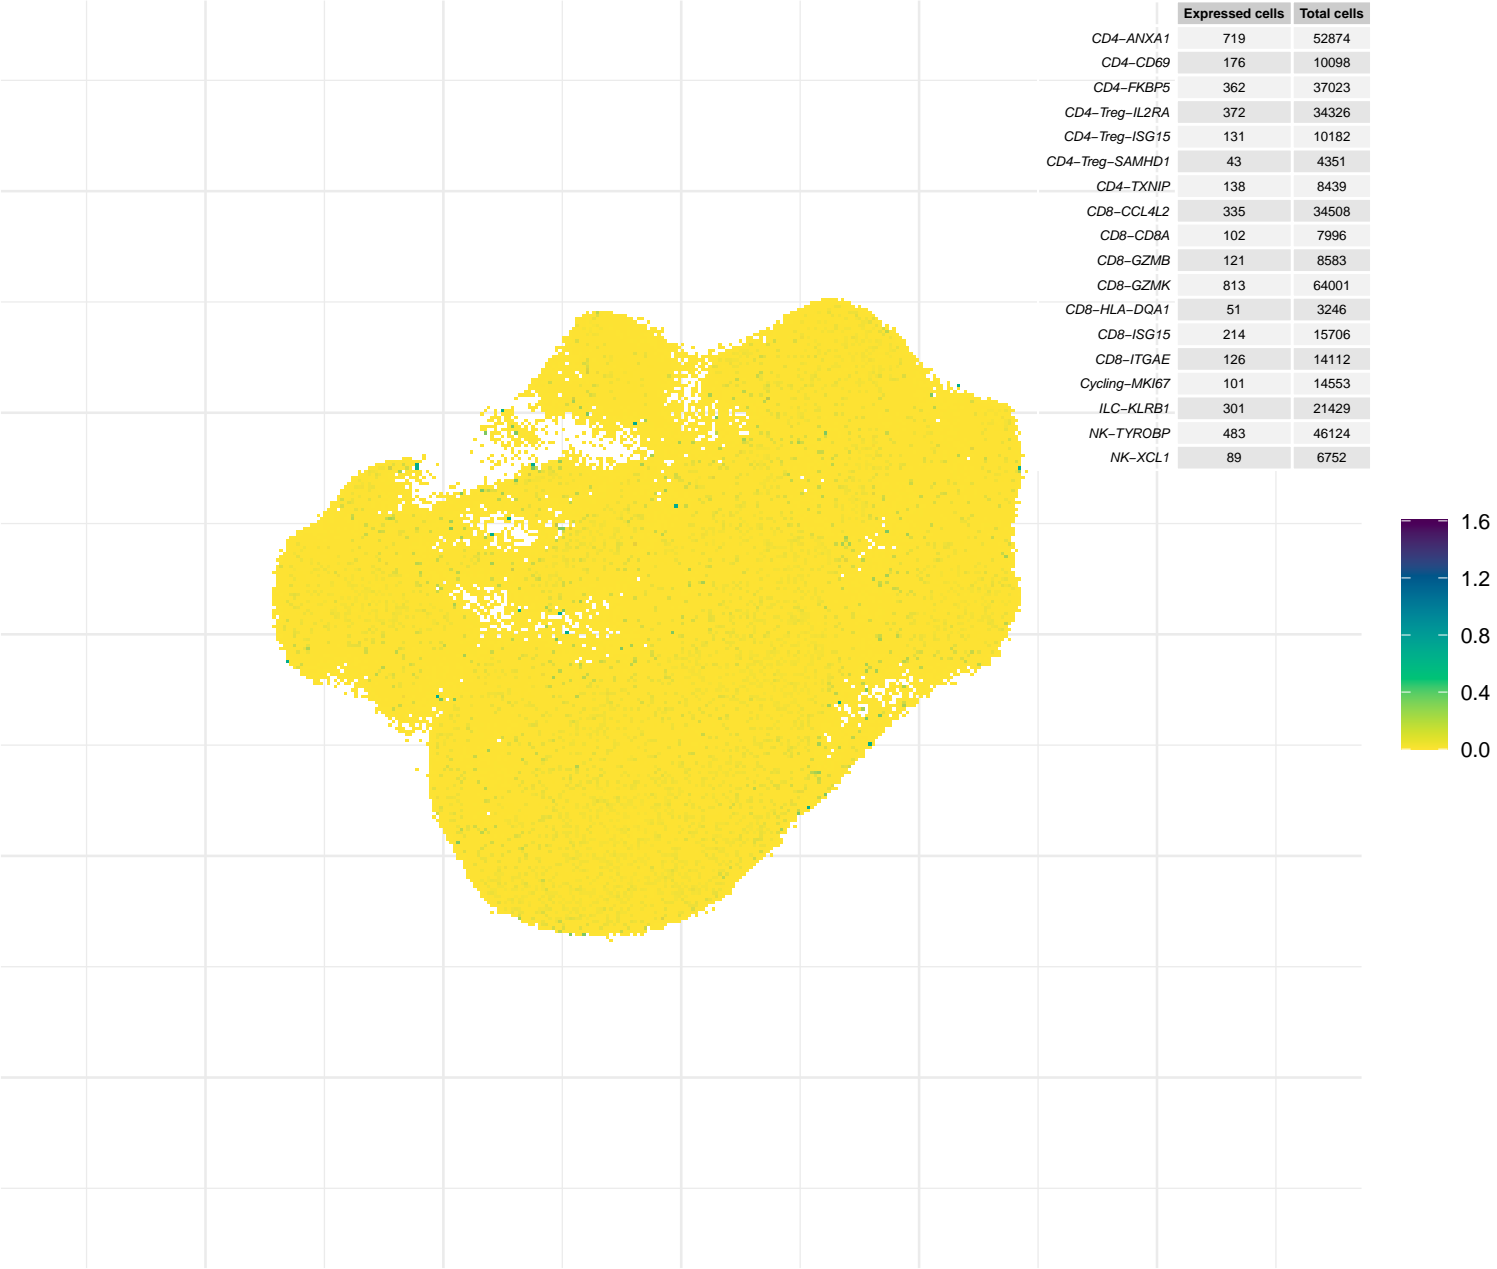 Expressed cells Total cells
CD4−ANXA1 719 52874
CD4−CD69 176 10098
CD4−FKBP5 362 37023
CD4−Treg−IL2RA 372 34326
CD4−Treg−ISG15 131 10182
CD4−Treg−SAMHD1 43 4351
CD4−TXNIP 138 8439
CD8−CCL4L2 335 34508
CD8−CD8A 102 7996
CD8−GZMB 121 8583
CD8−GZMK 813 64001
CD8−HLA−DQA1 51 3246
CD8−ISG15 214 15706
CD8−ITGAE 126 14112
Cycling−MKI67 101 14553
ILC−KLRB1 301 21429
NK−TYROBP 483 46124
NK−XCL1 89 6752
1.6
1.2
0.8
0.4
0.0